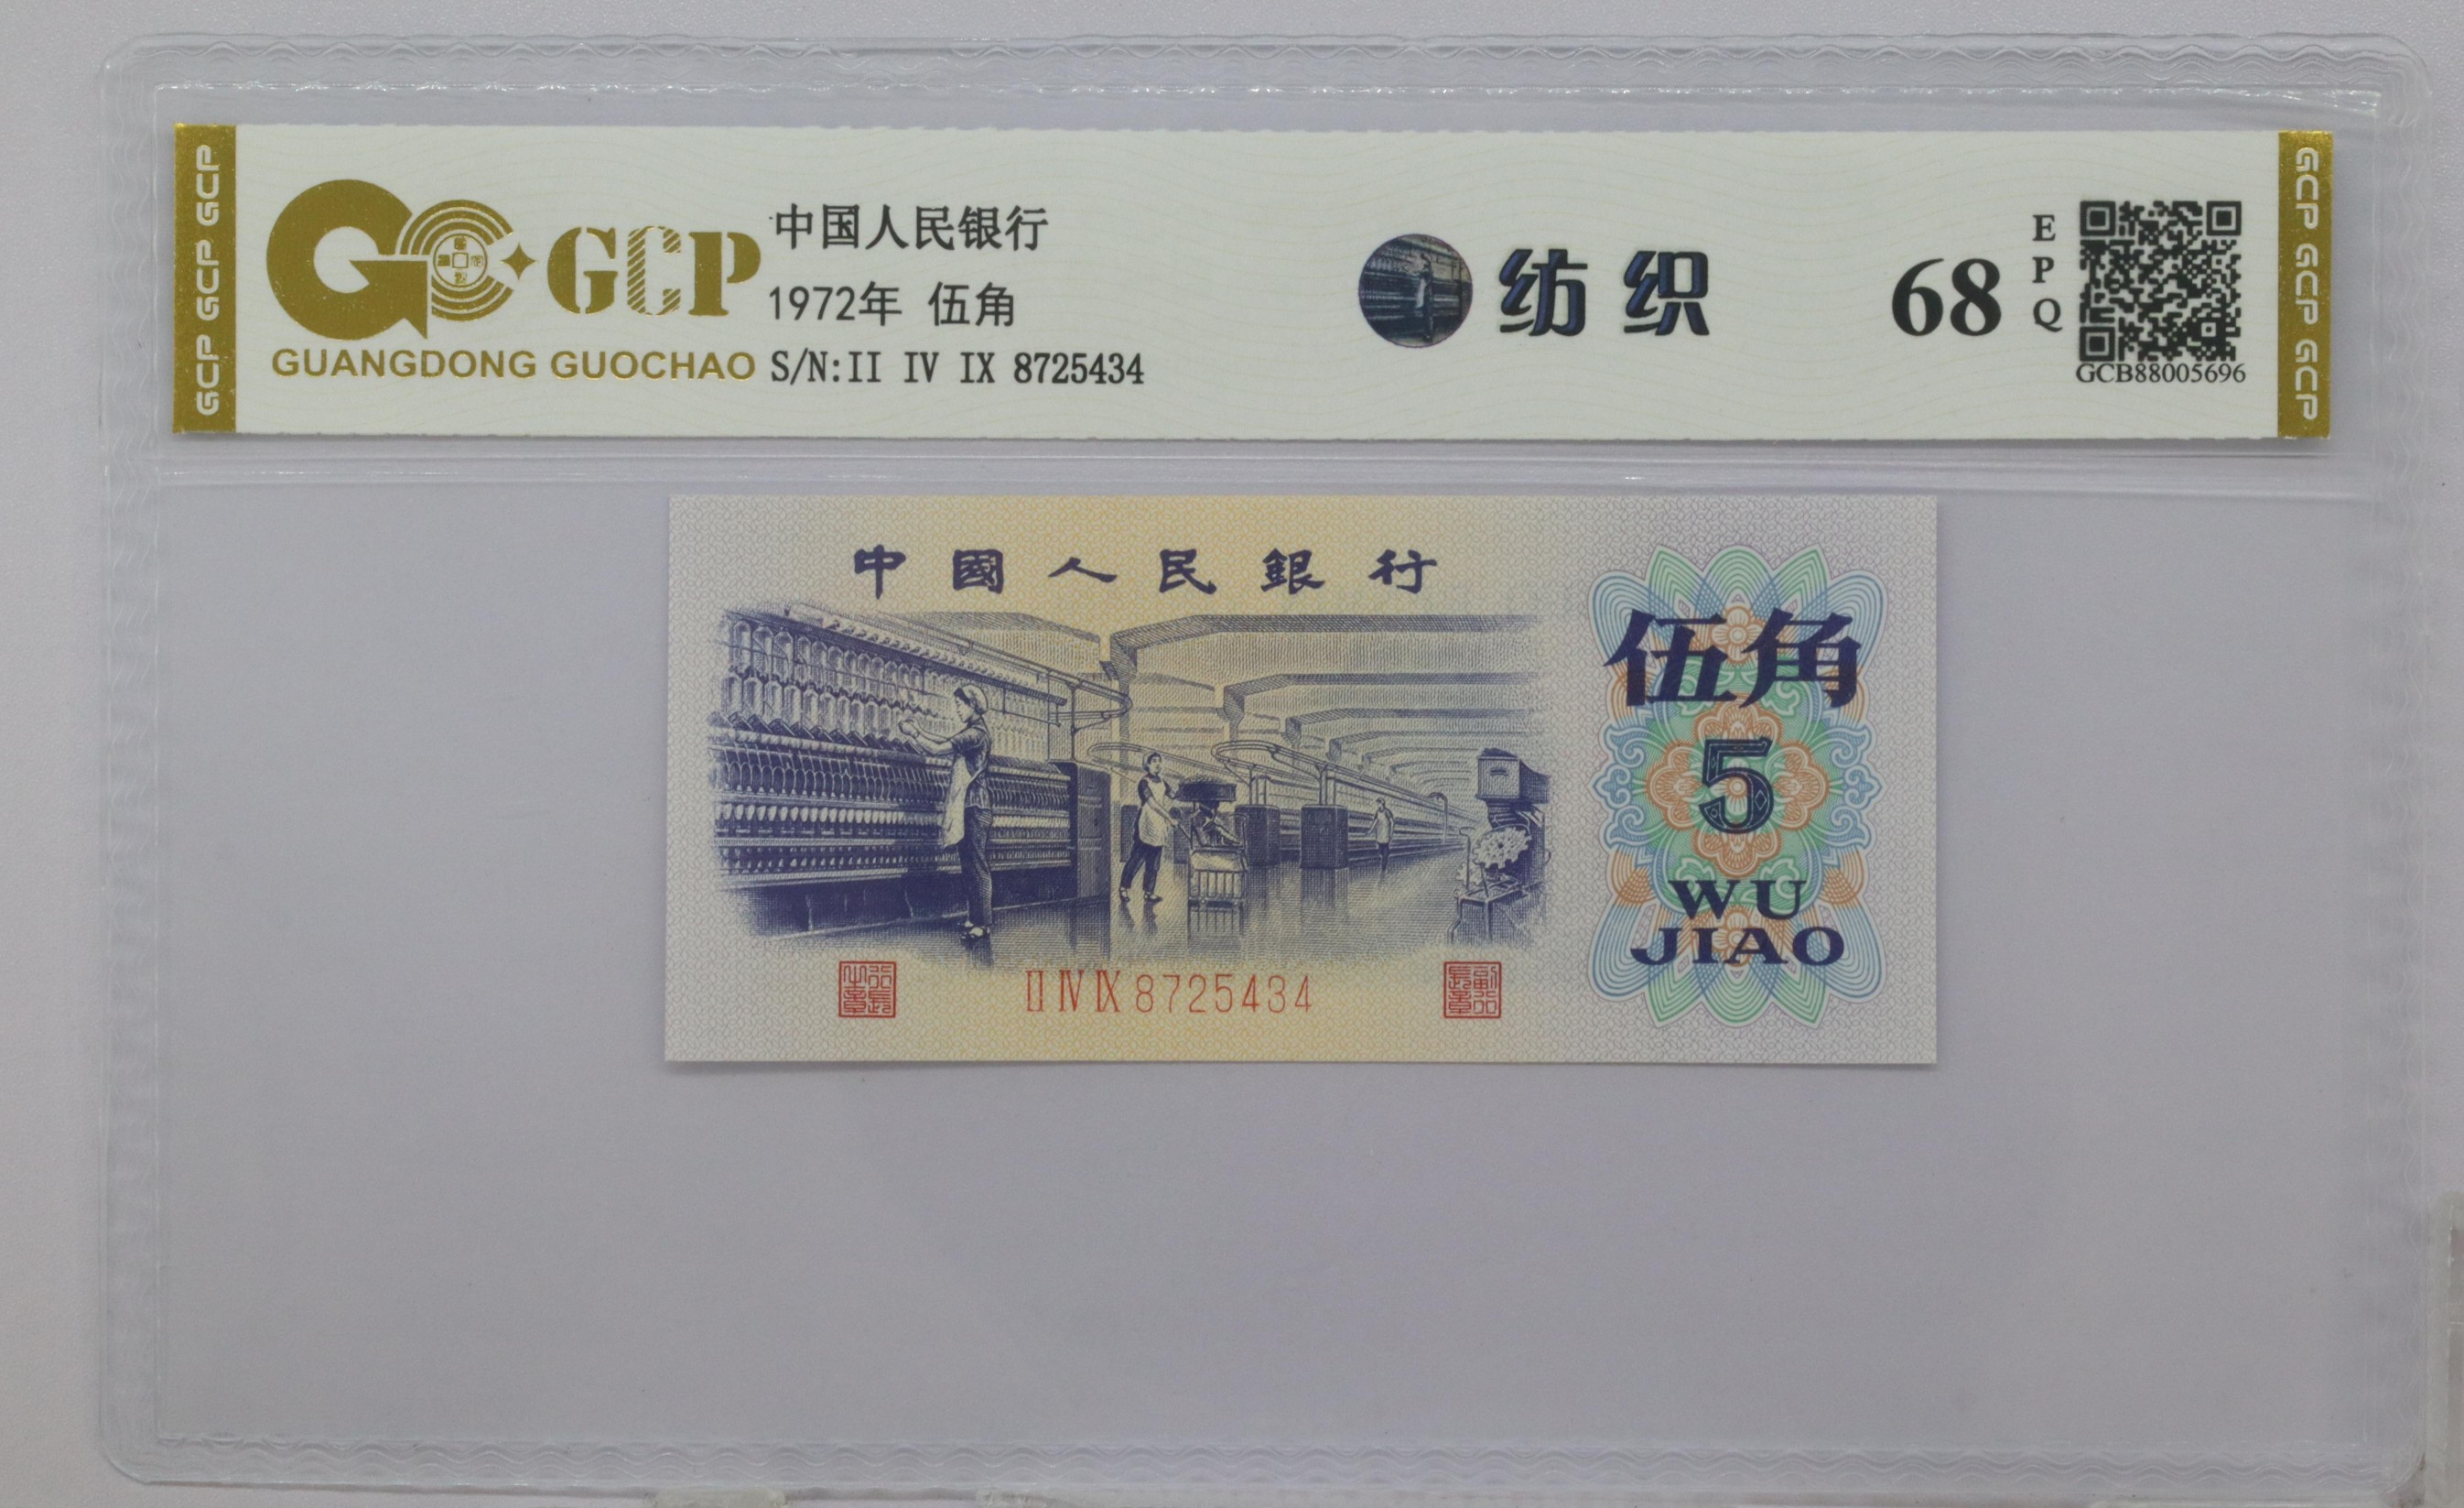 GCP GCP GCP
GCP
GUANGDONG GUOCHAO
中国人民银行
1972年 伍角
S/N:II IV IX 8725434
纺织
68
EPQ
GCB88005696
GCP GCP GCP
中國人民銀行
伍角
5
WU
JIAO
II IV IX 8725434